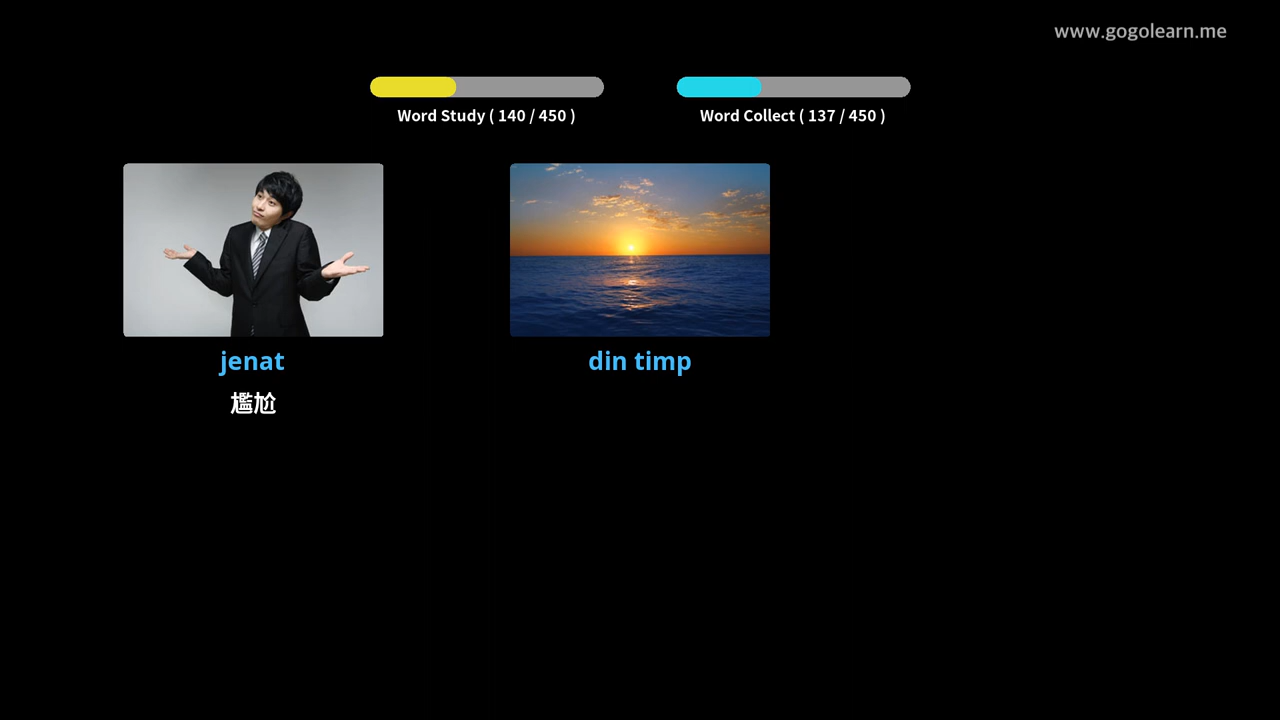 www.gogolearn.me
Word Study ( 140 / 450 )
Word Collect ( 137 / 450 )
jenat
din timp
尷尬